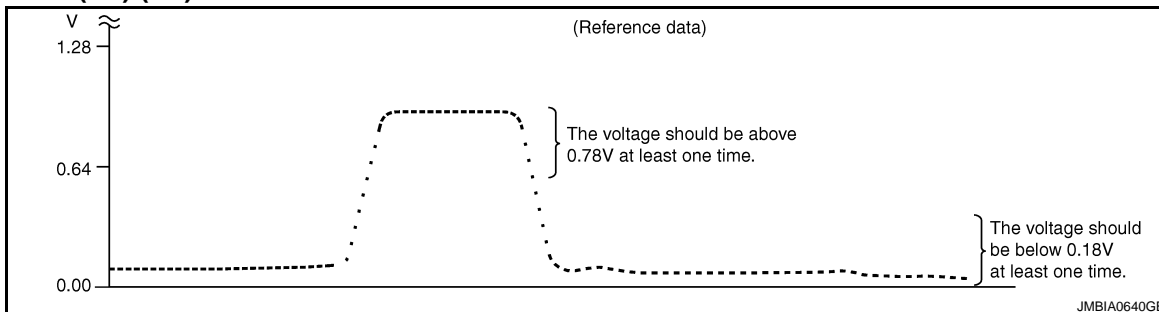 V
(Reference data)
1.28
The voltage should be above
0.78V at least one time.
0.64
The voltage should
be below 0.18V
at least one time.
0.00
JMBIA0640GE